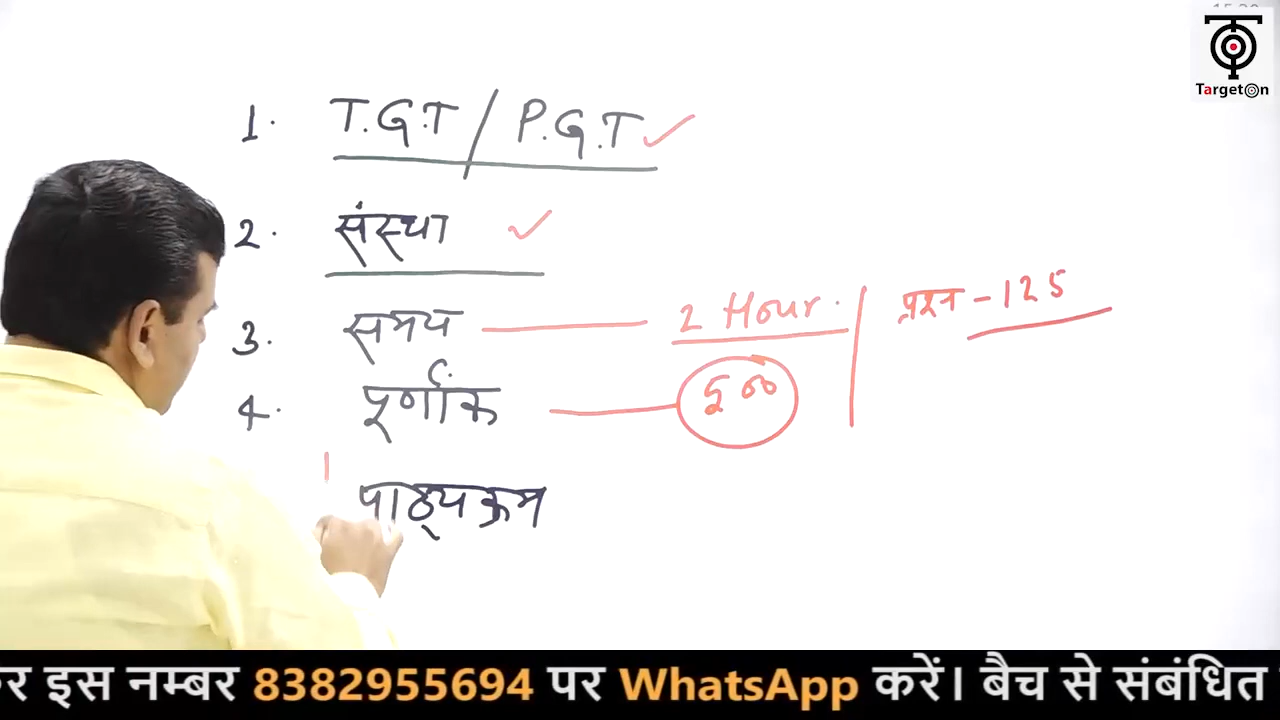 TargetOn
1. T.G.T / P.G.T
2. संस्था
3. समय 2 Hour. प्रश्न - 125
4. पूर्णांक 500
पाठ्यक्रम
र इस नम्बर 8382955694 पर WhatsApp करें। बैच से संबंधित